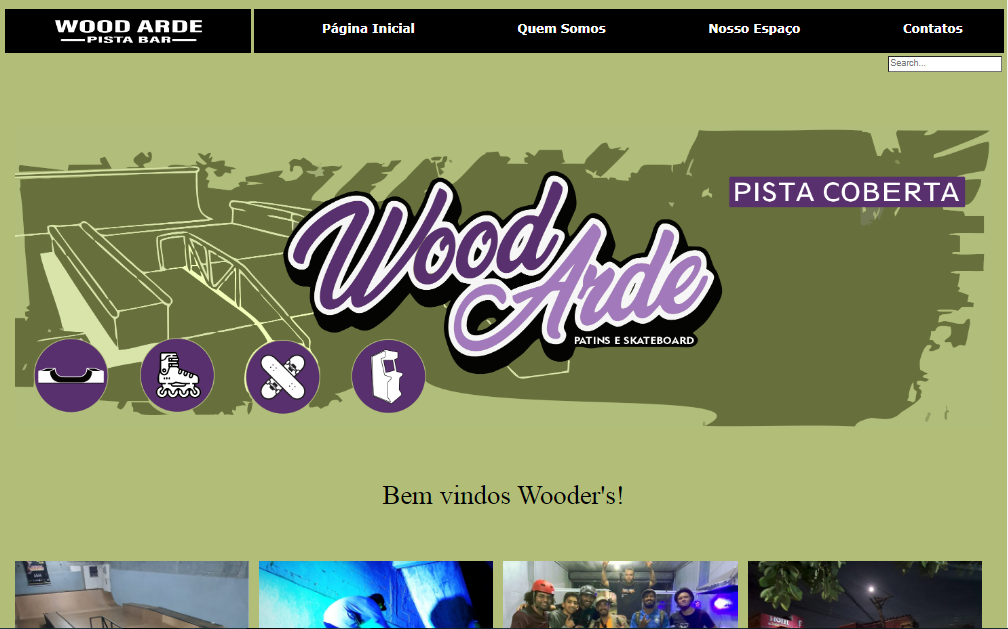 WOOD ARDE
PISTA BAR
Página Inicial
Quem Somos
Nosso Espaço
Contatos
Search...
PISTA COBERTA
Wood
Arde
PATINS E SKATEBOARD
Bem vindos Wooder's!